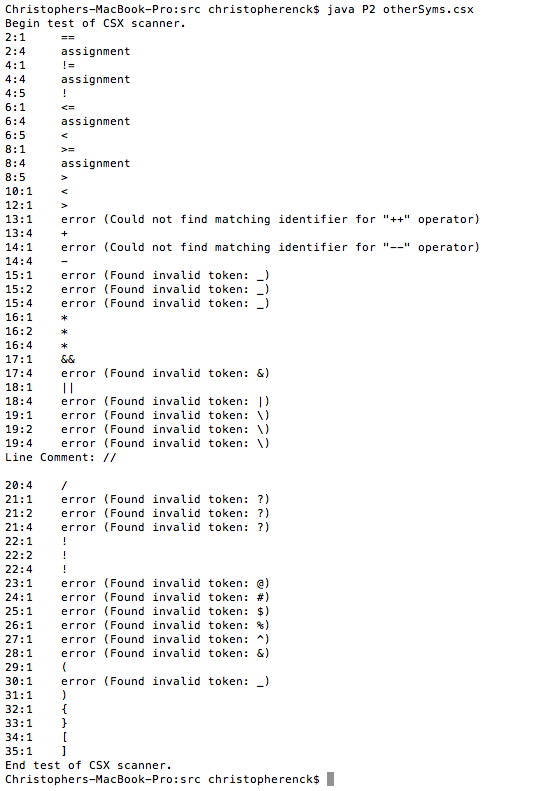 Christophers-MacBook-Pro:src christopherenck$ java P2 otherSyms.csx
Begin test of CSX scanner.
2:1 ==
2:4 assignment
4:1 !=
4:4 assignment
4:5 !
6:1 <=
6:4 assignment
6:5 <
8:1 >=
8:4 assignment
8:5 >
10:1 <
12:1 >
13:1 error (Could not find matching identifier for "++" operator)
13:4 +
14:1 error (Could not find matching identifier for "--" operator)
14:4 -
15:1 error (Found invalid token: _)
15:2 error (Found invalid token: _)
15:4 error (Found invalid token: _)
16:1 *
16:2 *
16:4 *
17:1 &&
17:4 error (Found invalid token: &)
18:1 ||
18:4 error (Found invalid token: |)
19:1 error (Found invalid token: \)
19:2 error (Found invalid token: \)
19:4 error (Found invalid token: \)
Line Comment: //
20:4 /
21:1 error (Found invalid token: ?)
21:2 error (Found invalid token: ?)
21:4 error (Found invalid token: ?)
22:1 !
22:2 !
22:4 !
23:1 error (Found invalid token: @)
24:1 error (Found invalid token: #)
25:1 error (Found invalid token: $)
26:1 error (Found invalid token: %)
27:1 error (Found invalid token: ^)
28:1 error (Found invalid token: &)
29:1 (
30:1 error (Found invalid token: _)
31:1 )
32:1 {
33:1 }
34:1 [
35:1 ]
End test of CSX scanner.
Christophers-MacBook-Pro:src christopherenck$